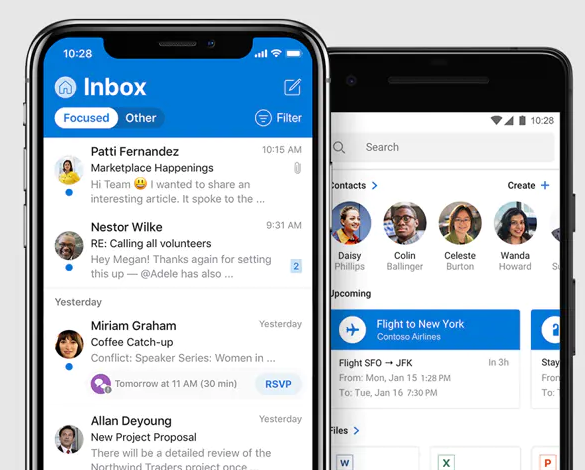 10:28
Inbox
Focused
Other
Filter
Patti Fernandez
10:15 AM
Marketplace Happenings
Hi Team 😃 I wanted to share an
interesting article. It spoke to the ...
Nestor Wilke
9:31 AM
RE: Calling all volunteers
Hey Megan! Thanks again for setting
this up — @Adele has also ...
2
Yesterday
Miriam Graham
Yesterday
Coffee Catch-up
Conflict: Speaker Series: Women in ...
Tomorrow at 11 AM (30 min)
RSVP
Allan Deyoung
Yesterday
New Project Proposal
There will be a detailed review of the
Northwind Traders project once
10:28
Search
Contacts
Create +
Daisy
Phillips
Colin
Ballinger
Celeste
Burton
Wanda
Howard
Su
Upcoming
Flight to New York
Contoso Airlines
Flight SFO → JFK
In 3h
From: Mon, Jan 15 1:28 PM
To: Tue, Jan 16 7:30 PM
Stay
From
To:
Files
W
X
P